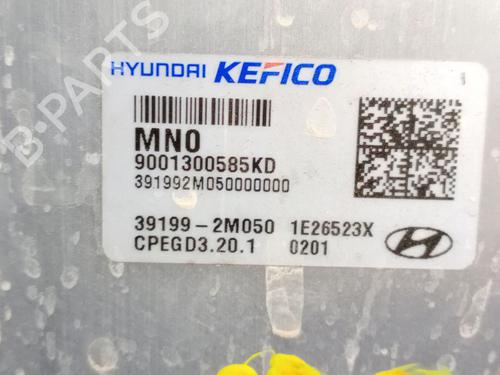 B-PARTS
HYUNDAI KEFICO
MN0
9001300585KD
391992M050000000
39199-2M050 1E26523X
CPEGD3.20.1 0201